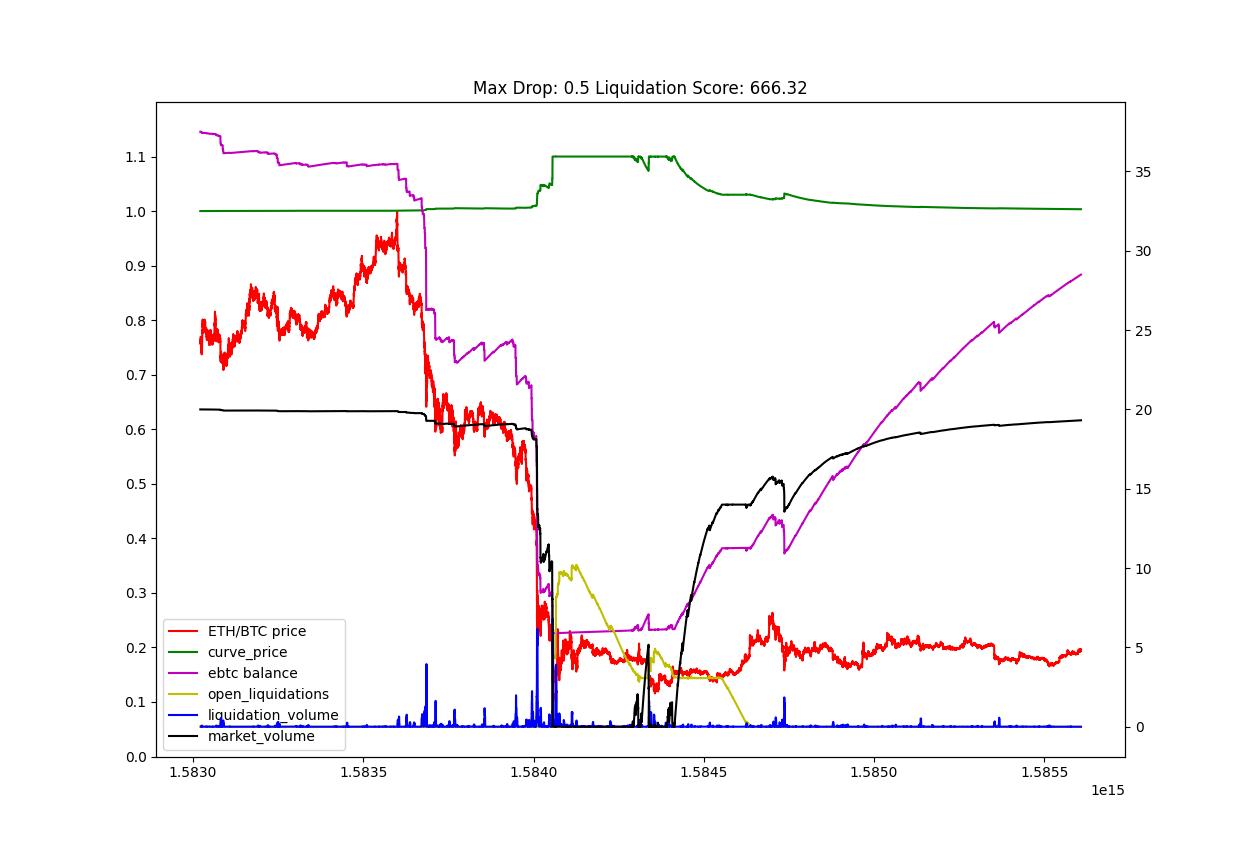 Max Drop: 0.5 Liquidation Score: 666.32
1.1
1.0
0.9
0.8
0.7
0.6
0.5
0.4
0.3
0.2
0.1
0.0
35
30
25
20
15
10
5
0
ETH/BTC price
curve_price
ebtc balance
open_liquidations
liquidation_volume
market_volume
1.5830 1.5835 1.5840 1.5845 1.5850 1.5855
1e15